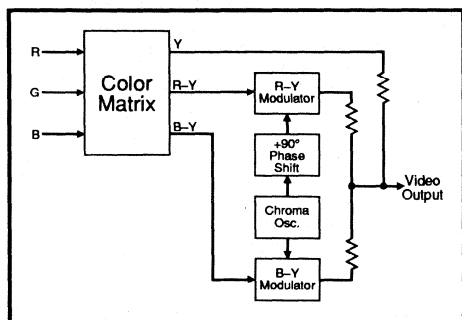 R
G
B
Color
Matrix
Y
R–Y
B–Y
R–Y
Modulator
+90°
Phase
Shift
Chroma
Osc.
B–Y
Modulator
Video
Output